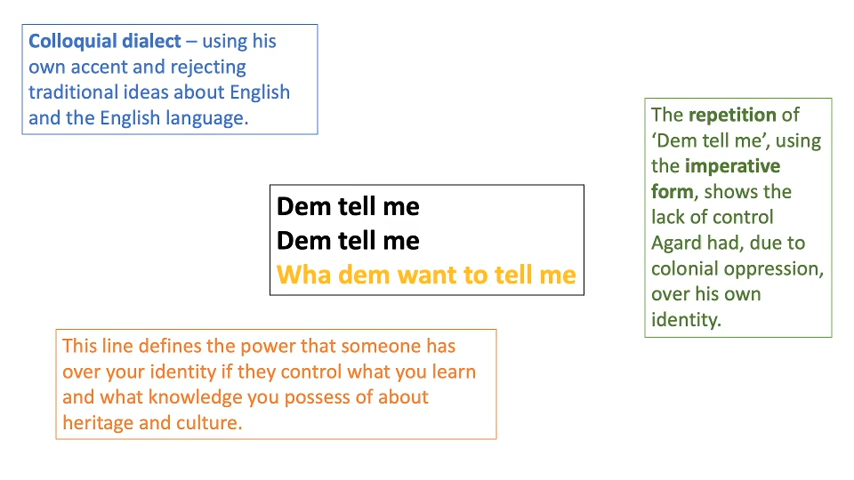 Colloquial dialect – using his
own accent and rejecting
traditional ideas about English
and the English language.
The repetition of
‘Dem tell me’, using
the imperative
form, shows the
lack of control
Agard had, due to
colonial oppression,
over his own
identity.
Dem tell me
Dem tell me
Wha dem want to tell me
This line defines the power that someone has
over your identity if they control what you learn
and what knowledge you possess of about
heritage and culture.